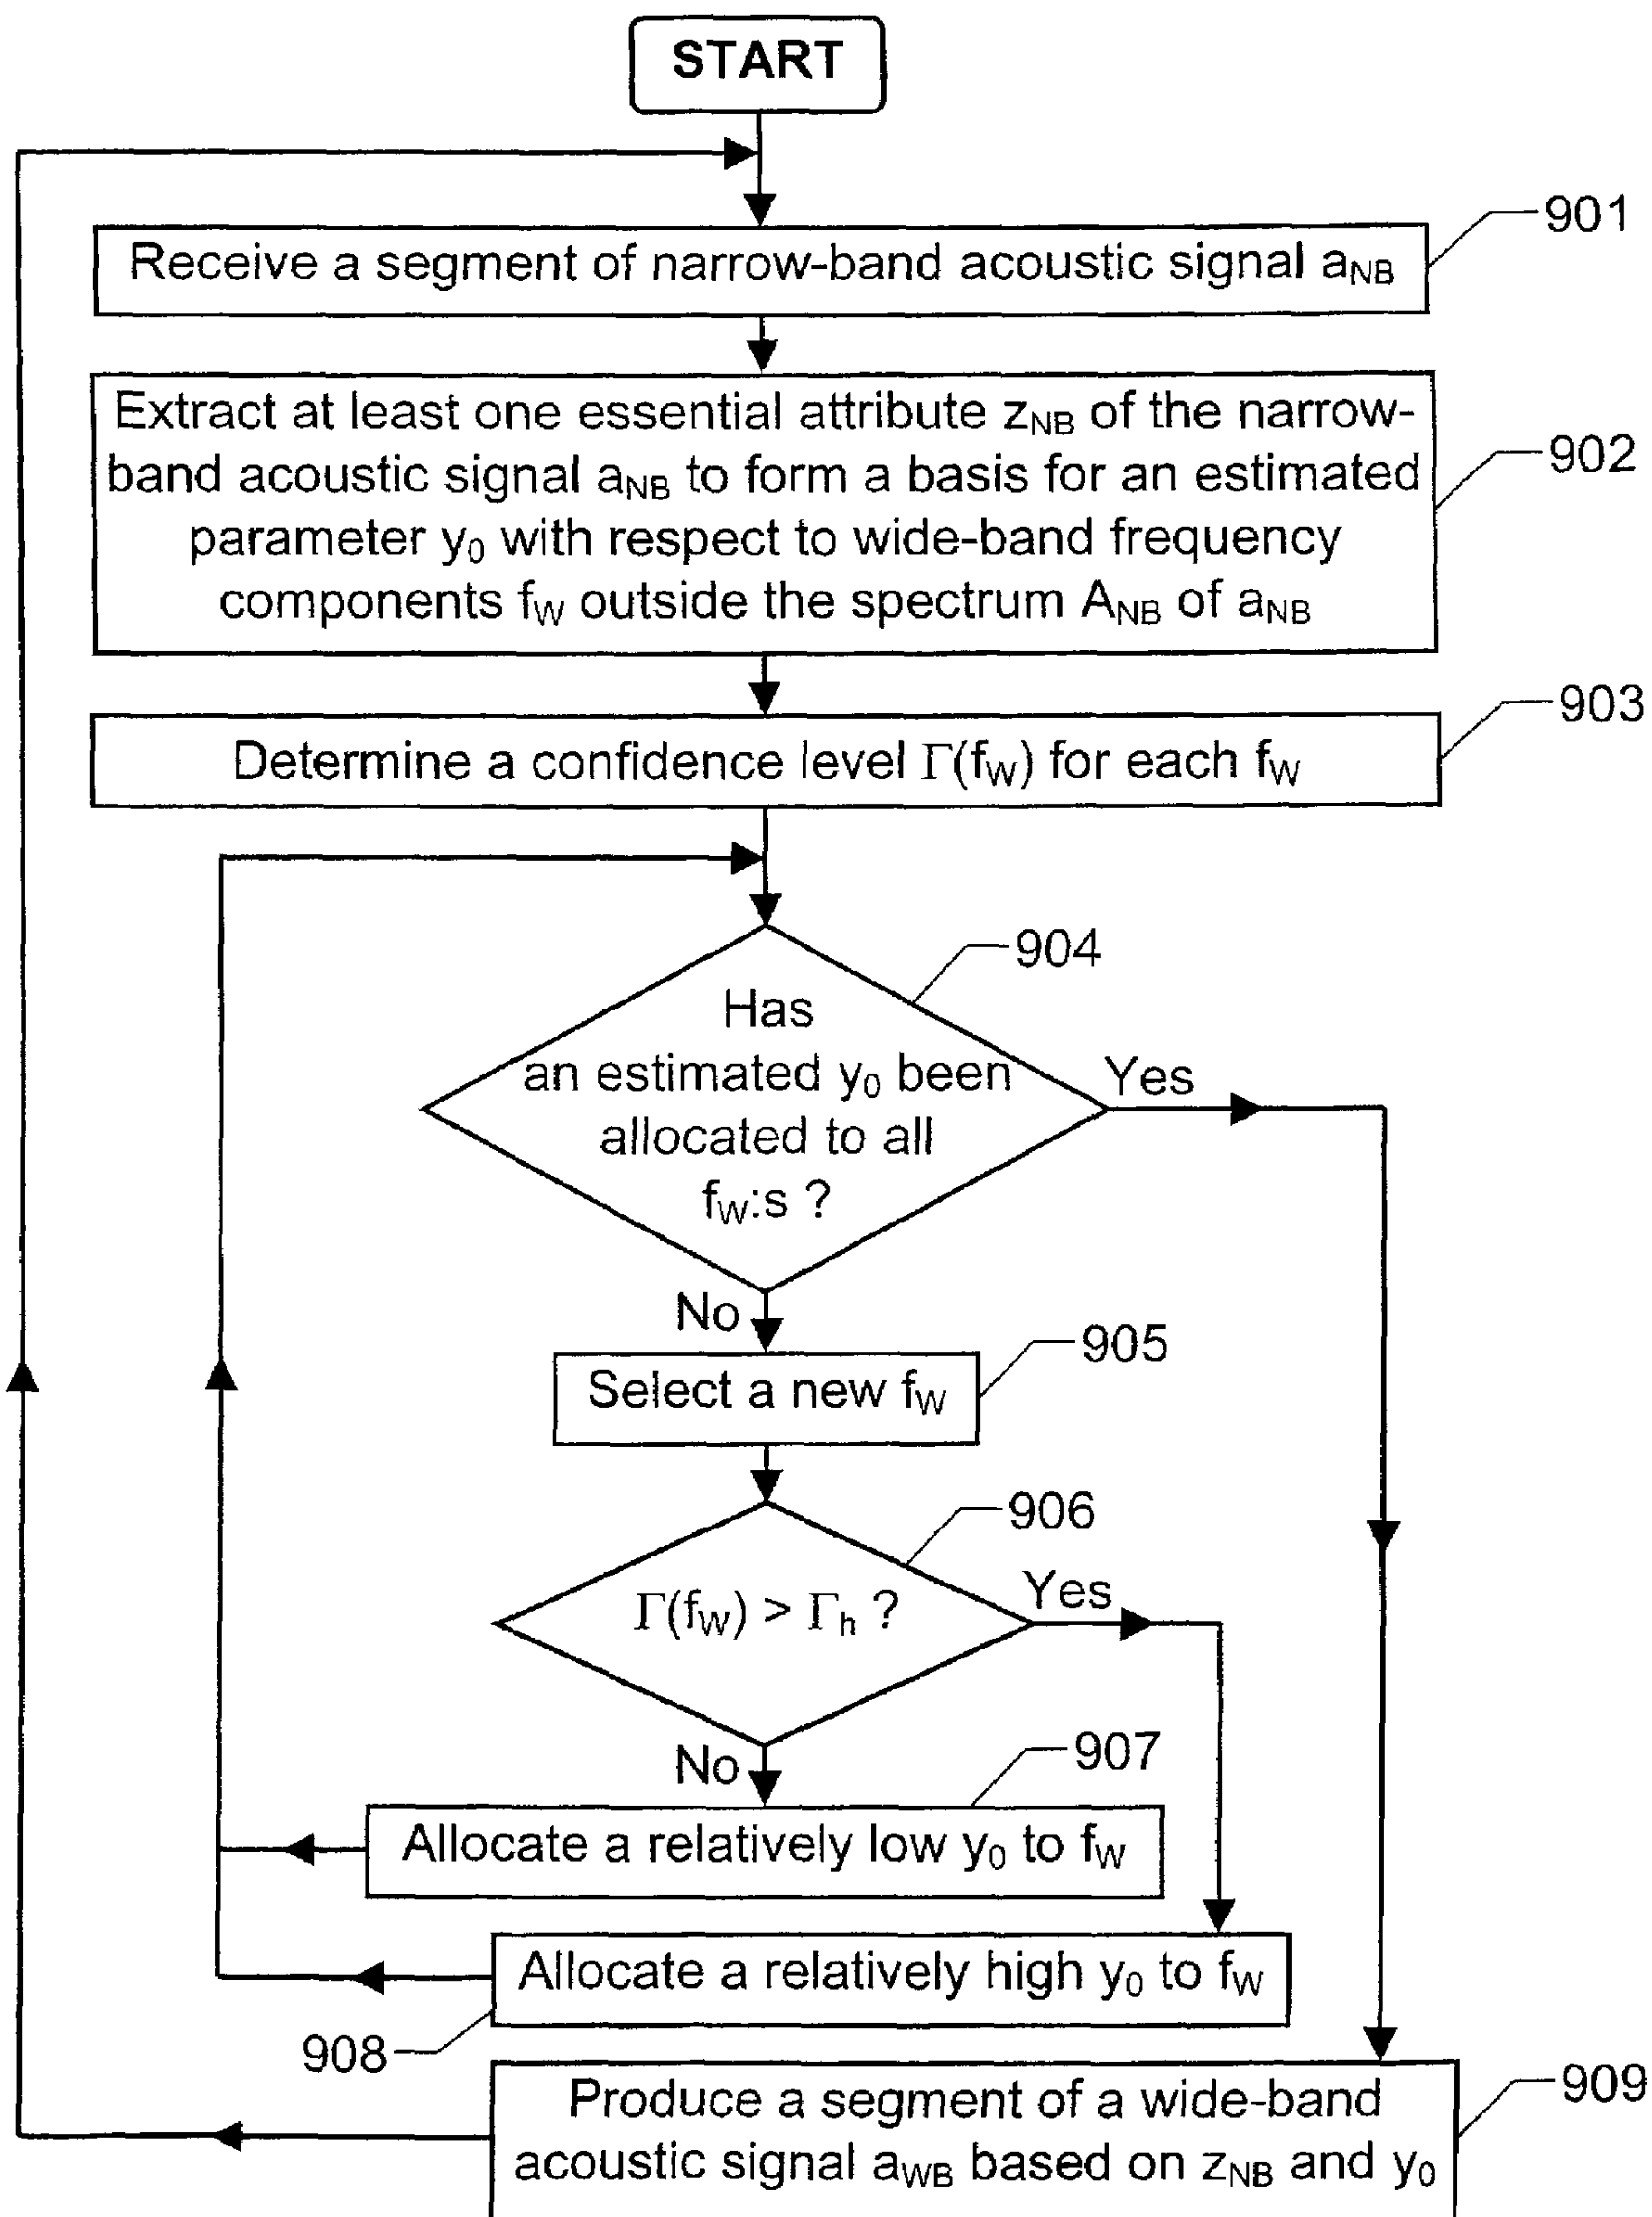 START
901
Receive a segment of narrow-band acoustic signal aNB
Extract at least one essential attribute zNB of the narrow-
band acoustic signal aNB to form a basis for an estimated
parameter y0 with respect to wide-band frequency
components fW outside the spectrum ANB of aNB
902
903
Determine a confidence level Γ(fW) for each fW
904
Has
an estimated y0 been
allocated to all
fW:s ?
Yes
No
905
Select a new fW
906
Γ(fW) > Γh ?
Yes
No
907
Allocate a relatively low y0 to fW
Allocate a relatively high y0 to fW
908
909
Produce a segment of a wide-band
acoustic signal aWB based on zNB and y0